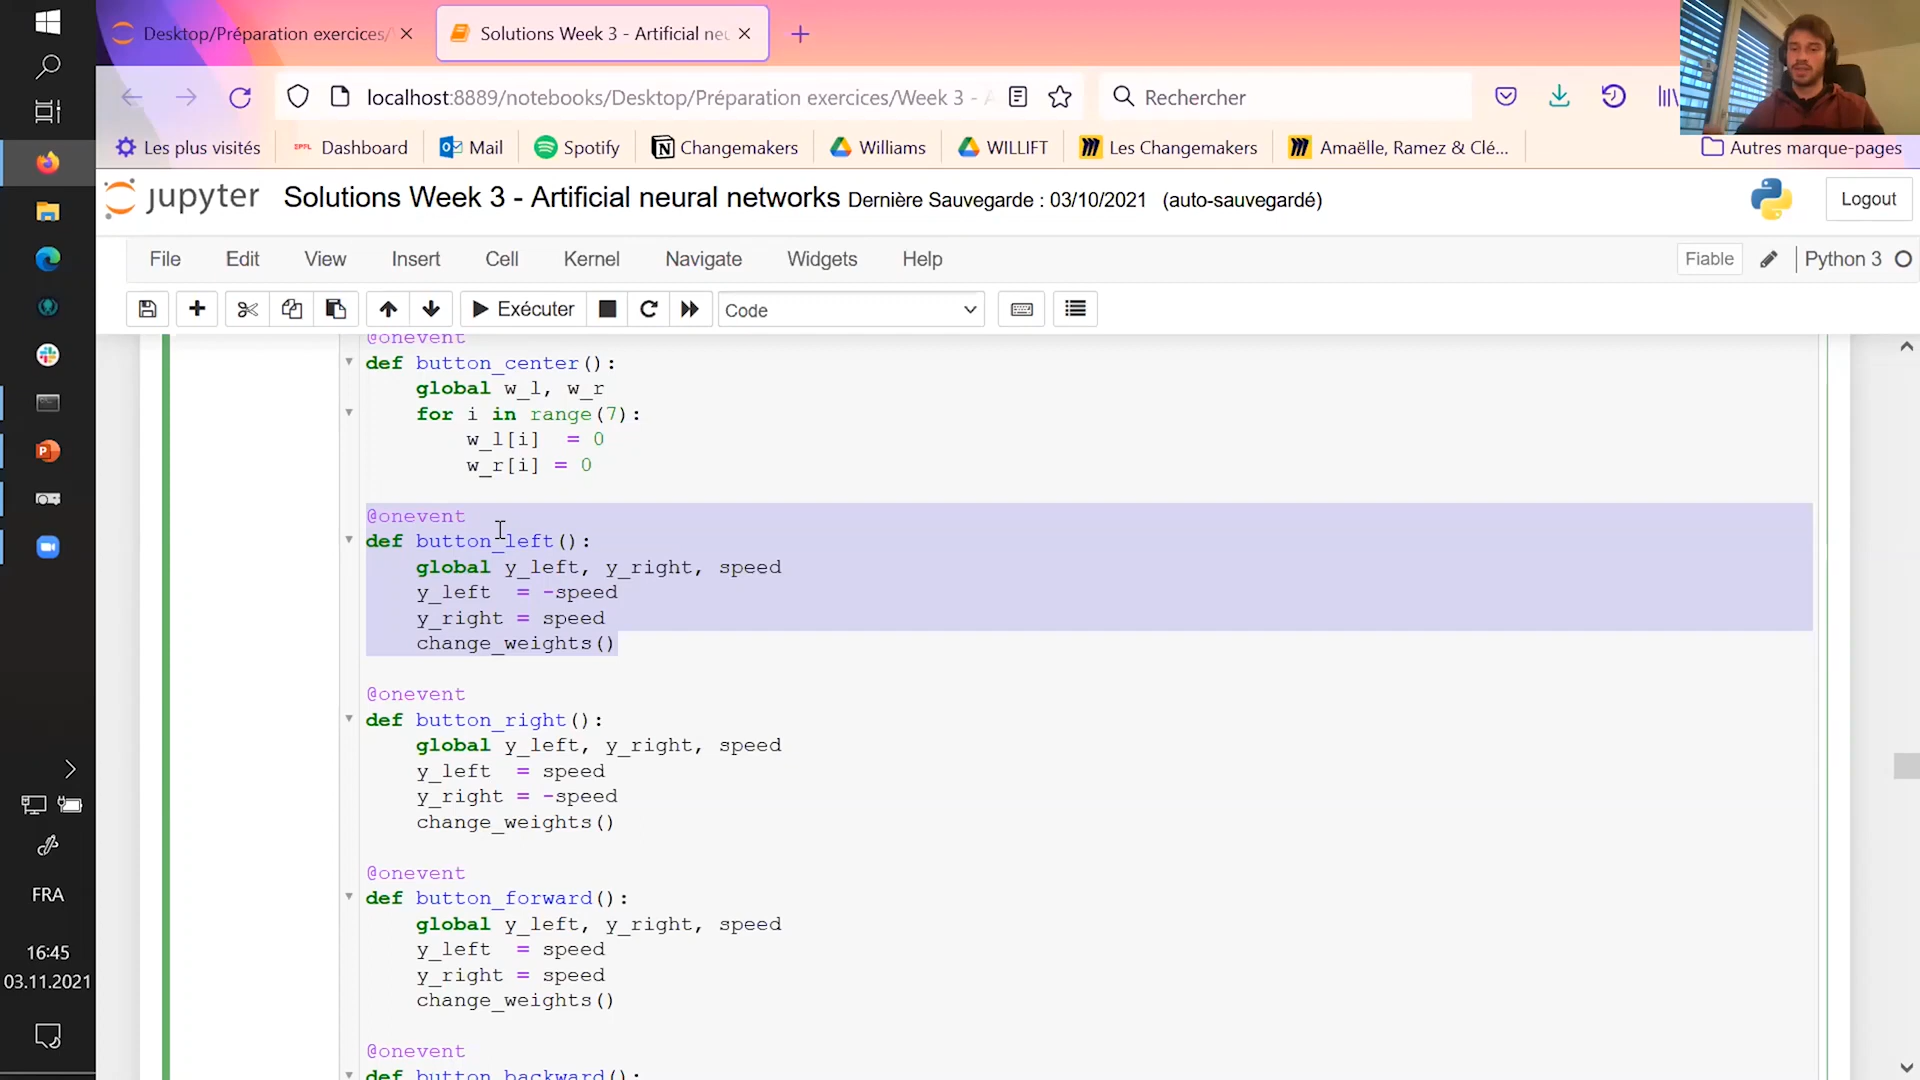 Desktop/Préparation exercices/
Solutions Week 3 - Artificial neu
localhost:8889/notebooks/Desktop/Préparation exercices/Week 3 - A
Rechercher
Les plus visités
EPFL Dashboard
Mail
Spotify
Changemakers
Williams
WILLIFT
Les Changemakers
Amaëlle, Ramez & Clé...
Autres marque-pages
jupyter Solutions Week 3 - Artificial neural networks Dernière Sauvegarde : 03/10/2021 (auto-sauvegardé)
Logout
File Edit View Insert Cell Kernel Navigate Widgets Help
Fiable
Python 3
Exécuter
Code
@onevent
def button_center():
    global w_l, w_r
    for i in range(7):
        w_l[i]  = 0
        w_r[i] = 0
@onevent
def button_left():
    global y_left, y_right, speed
    y_left  = -speed
    y_right = speed
    change_weights()
@onevent
def button_right():
    global y_left, y_right, speed
    y_left  = speed
    y_right = -speed
    change_weights()
@onevent
def button_forward():
    global y_left, y_right, speed
    y_left  = speed
    y_right = speed
    change_weights()
@onevent
def button_backward():
FRA
16:45
03.11.2021